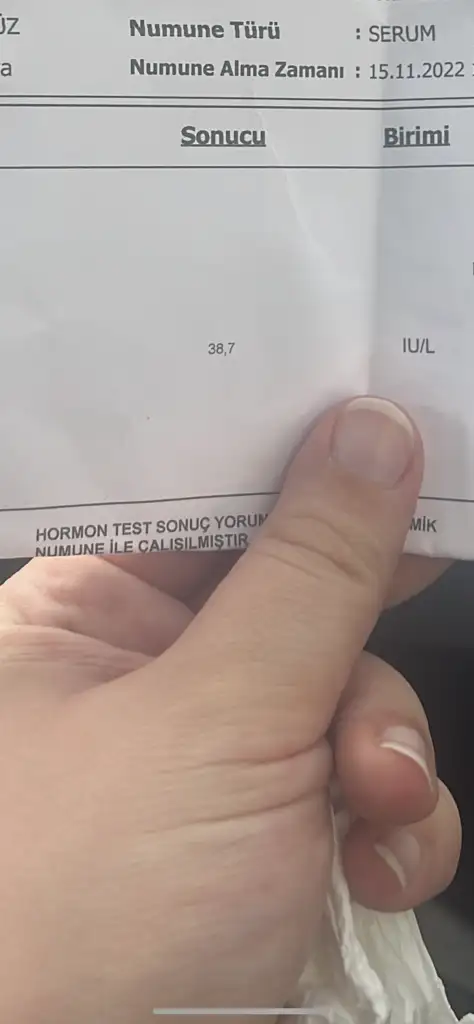 ÜZ Numune Türü : SERUM
a Numune Alma Zamanı : 15.11.2022
Sonucu Birimi
38,7 IU/L
HORMON TEST SONUÇ YORUM MİK
NUMUNE İLE ÇALIŞILMIŞTIR